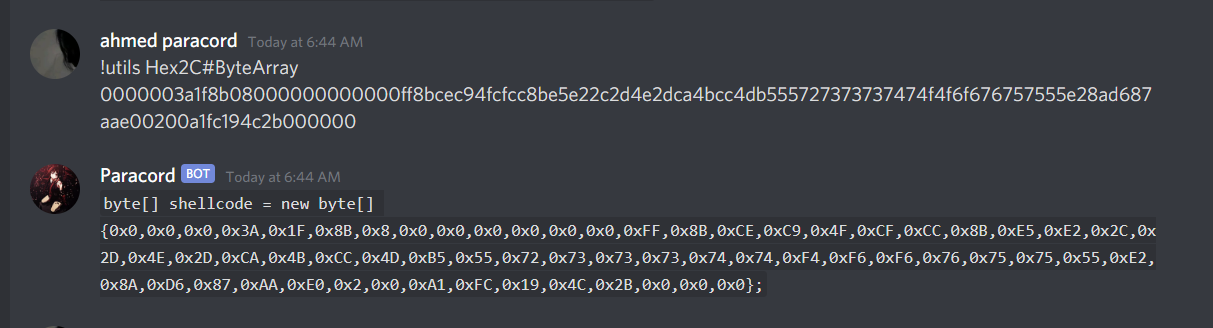 ahmed paracord Today at 6:44 AM
!utils Hex2C#ByteArray
0000003a1f8b08000000000000ff8bcec94fcfcc8be5e22c2d4e2dca4bcc4db555727373737474f4f6f676757555e28ad687
aae00200a1fc194c2b000000
Paracord BOT Today at 6:44 AM
byte[] shellcode = new byte[]
{0x0,0x0,0x0,0x3A,0x1F,0x8B,0x8,0x0,0x0,0x0,0x0,0x0,0x0,0xFF,0x8B,0xCE,0xC9,0x4F,0xCF,0xCC,0x8B,0xE5,0xE2,0x2C,0x
2D,0x4E,0x2D,0xCA,0x4B,0xCC,0x4D,0xB5,0x55,0x72,0x73,0x73,0x73,0x74,0x74,0xF4,0xF6,0xF6,0x76,0x75,0x75,0x55,0xE2,
0x8A,0xD6,0x87,0xAA,0xE0,0x2,0x0,0xA1,0xFC,0x19,0x4C,0x2B,0x0,0x0,0x0};